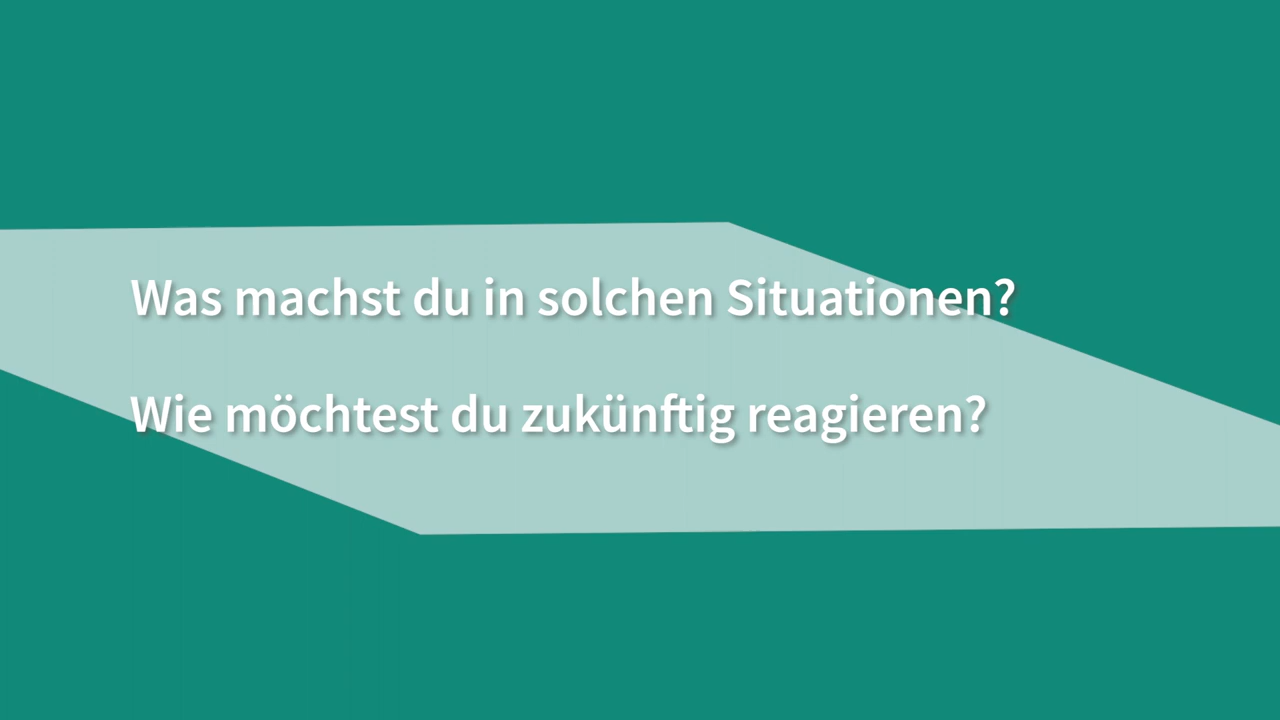 Was machst du in solchen Situationen?
Wie möchtest du zukünftig reagieren?